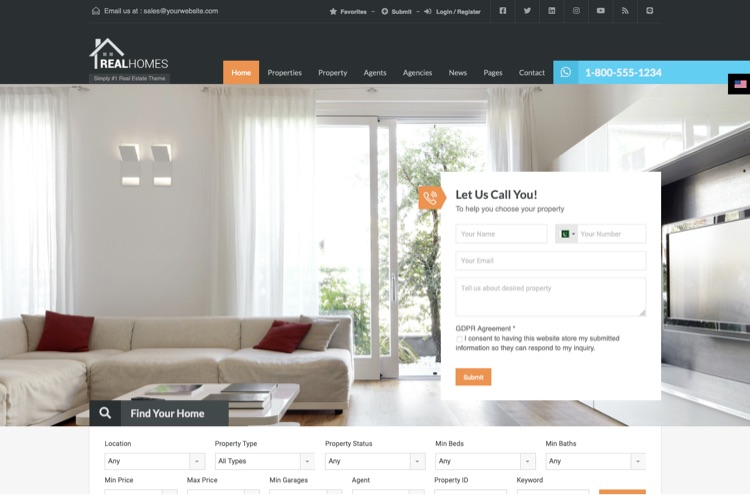 Email us at : sales@yourwebsite.com
Favorites ~ Submit ~ Login / Register
REALHOMES
Simply #1 Real Estate Theme
Home Properties Property Agents Agencies News Pages Contact 1-800-555-1234
Let Us Call You!
To help you choose your property
Your Name Your Number
Your Email
Tell us about desired property
GDPR Agreement *
I consent to having this website store my submitted
information so they can respond to my inquiry.
Submit
Find Your Home
Location Property Type Property Status Min Beds Min Baths
Any All Types Any Any Any
Min Price Max Price Min Garages Agent Property ID Keyword